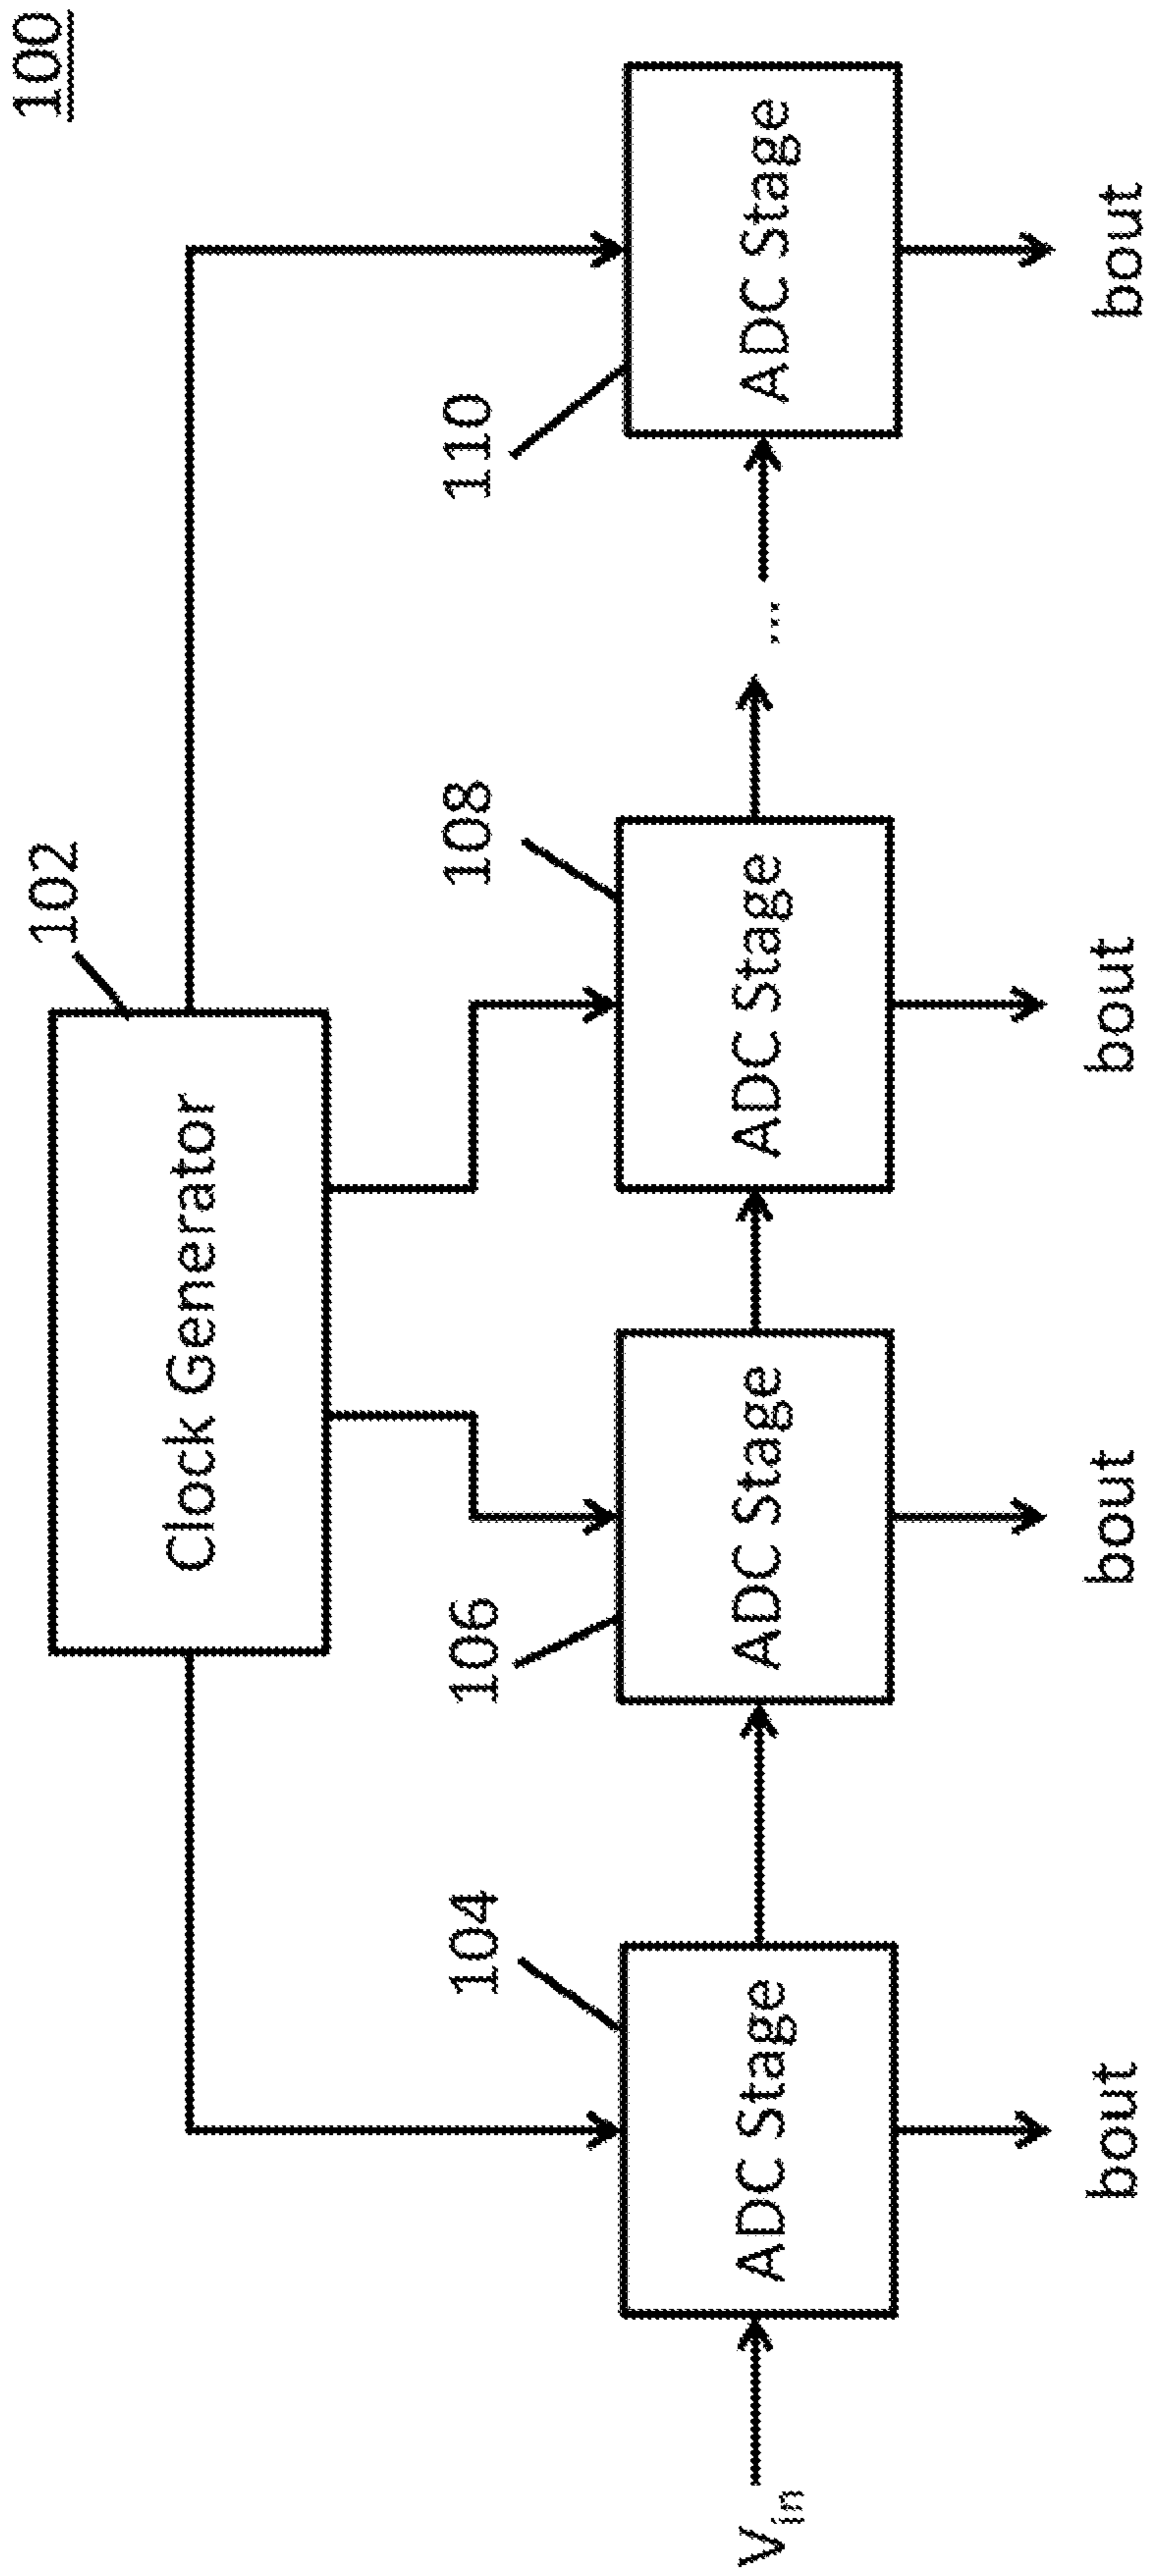 100
102
Clock Generator
104
106
108
110
V_in
ADC Stage
ADC Stage
ADC Stage
...
ADC Stage
bout
bout
bout
bout